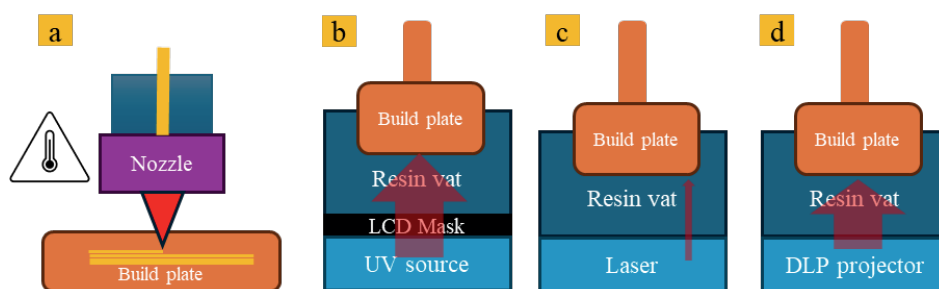 a
Nozzle
Build plate
b
Build plate
Resin vat
LCD Mask
UV source
c
Build plate
Resin vat
Laser
d
Build plate
Resin vat
DLP projector